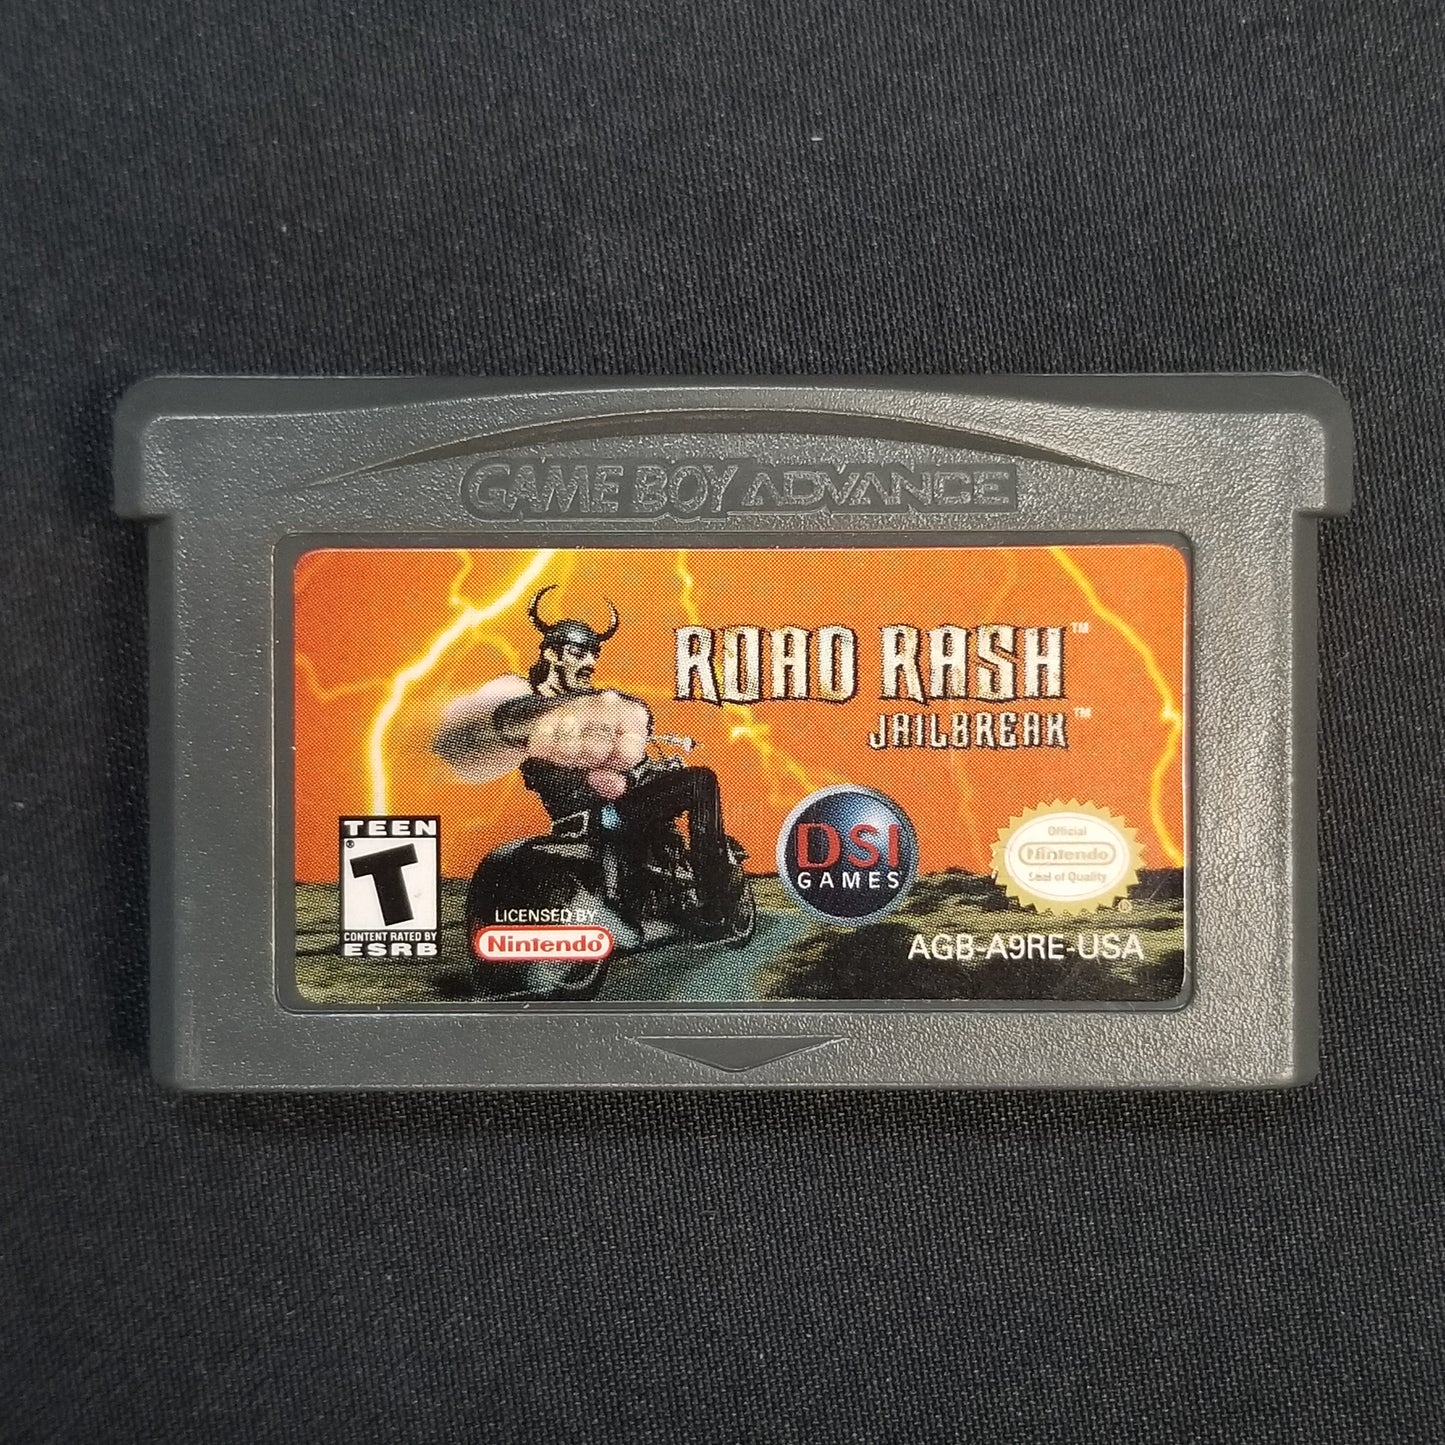 GAME BOY ADVANCE
ROAD RASH™
JAILBREAK™
TEEN
T®
CONTENT RATED BY
ESRB
LICENSED BY
Nintendo®
DSI
GAMES
Official
Nintendo
Seal of Quality
®
AGB-A9RE-USA